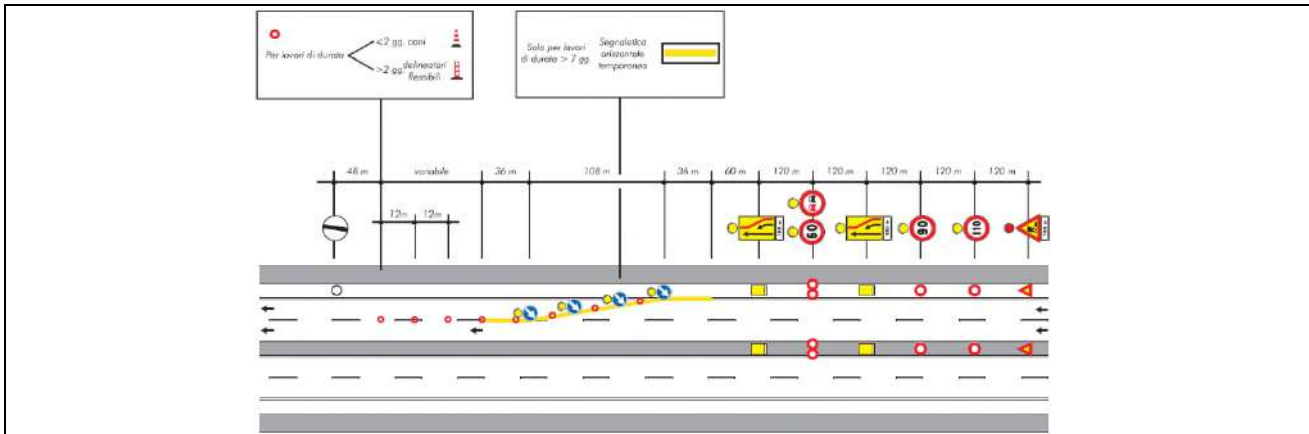 Per lavori di durata
<2 gg. coni
>2 gg. delineatori
flessibili
Solo per lavori
di durata > 7 gg.
Segnaletica
orizzontale
temporanea
48 m
variabile
36 m
108 m
36 m
60 m
120 m
120 m
120 m
120 m
120 m
12m
12m
60
90
110